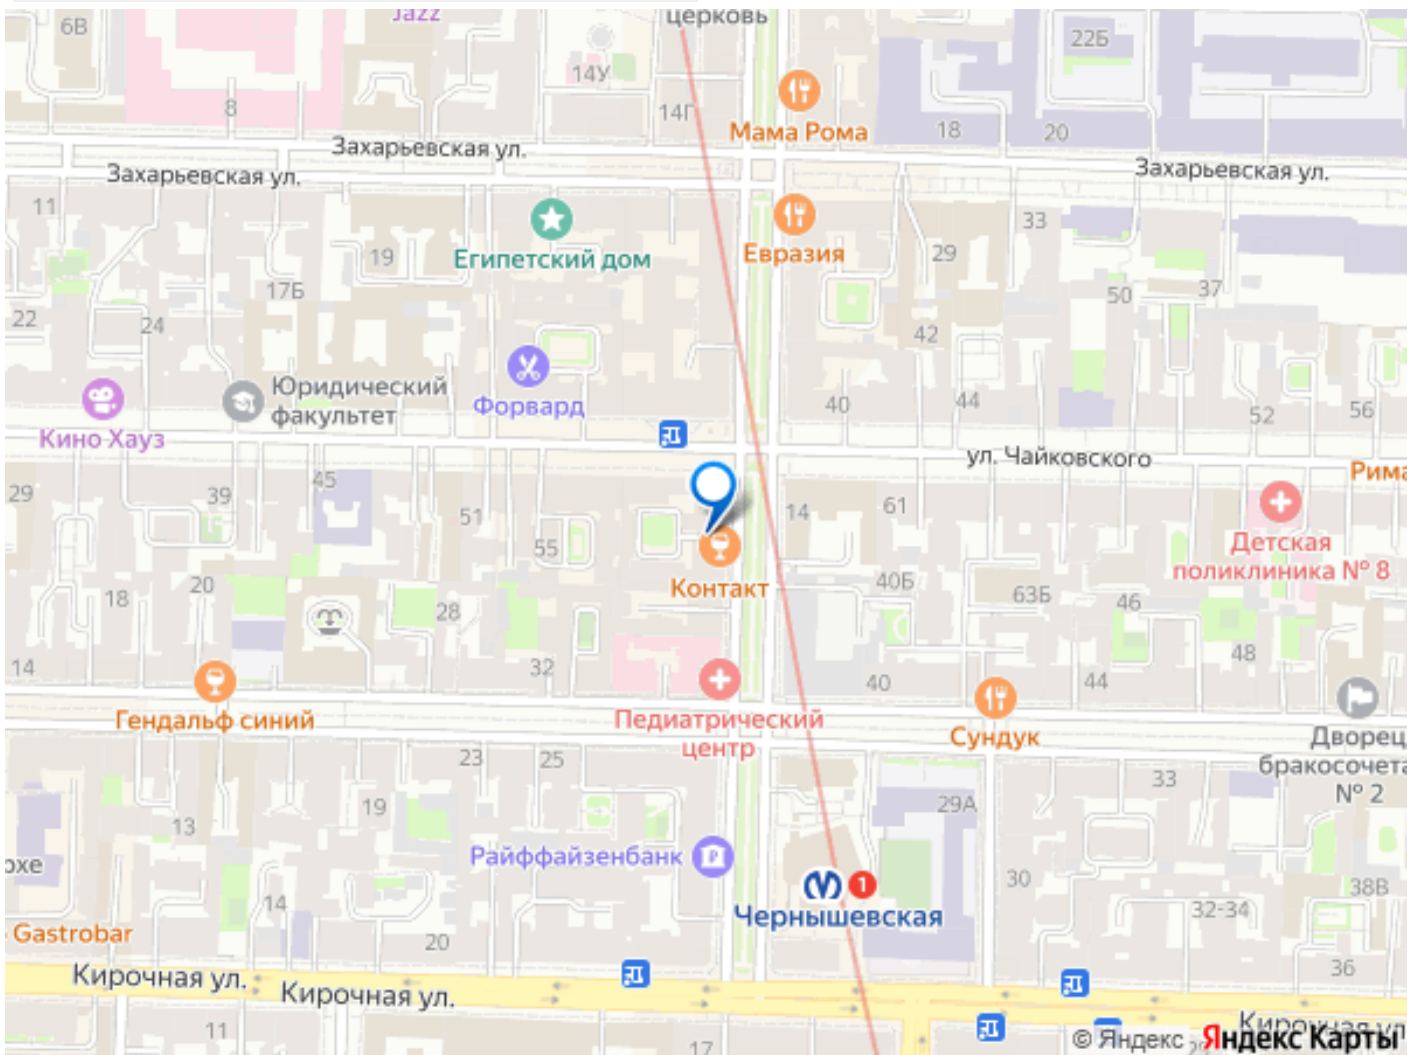 Jazz
церковь
6В
22Б
14У
8
14Г
Мама Рома
18
20
Захарьевская ул.
Захарьевская ул.
Захарьевская ул.
11
33
19
Египетский дом
Евразия
29
17Б
50
37
22
24
42
Юридический
факультет
Форвард
40
44
52
56
Кино Хауз
ул. Чайковского
29
39
45
51
14
61
Рима
55
Детская
поликлиника № 8
Контакт
40Б
63Б
46
20
18
28
14
32
48
40
44
Гендальф синий
Педиатрический
центр
Сундук
Дворец
бракосочета
№ 2
23
25
33
29А
19
13
Райффайзенбанк
охе
1
Чернышевская
30
38В
32-34
14
Gastrobar
20
36
Кирочная ул.
Кирочная ул.
Кирочная ул
11
17
© Яндекс
Яндекс Карты